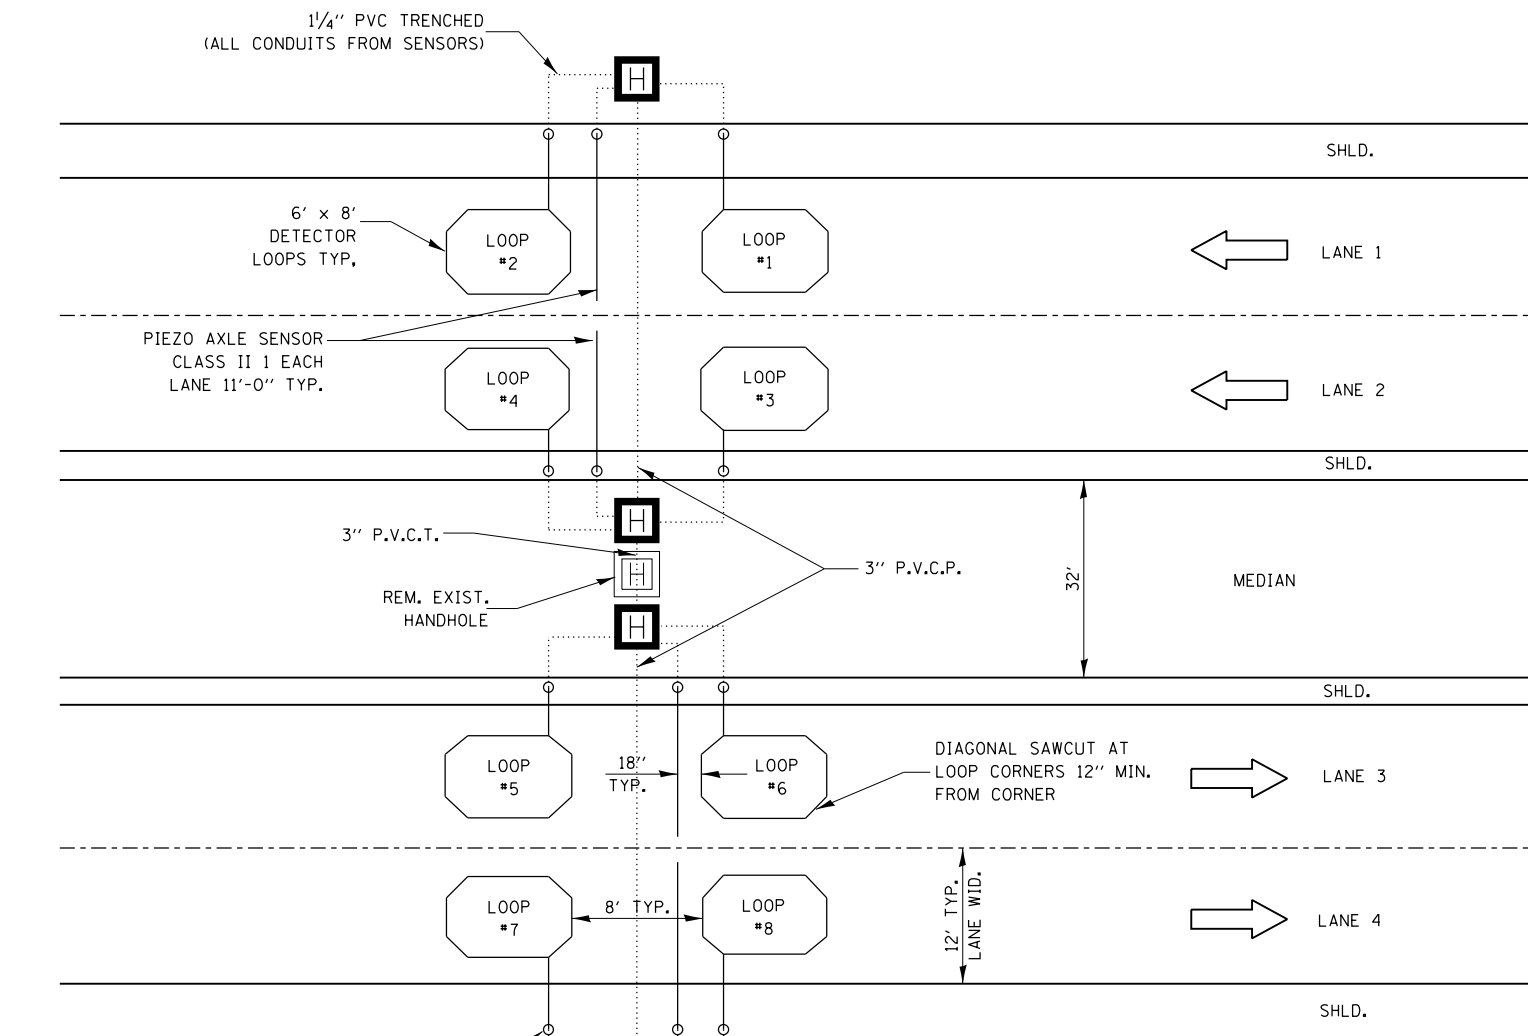 1 1/4" PVC TRENCHED
(ALL CONDUITS FROM SENSORS)
H
SHLD.
6' x 8'
DETECTOR
LOOPS TYP.
LOOP
#2
LOOP
#1
LANE 1
PIEZO AXLE SENSOR
CLASS II 1 EACH
LANE 11'-0" TYP.
LOOP
#4
LOOP
#3
LANE 2
SHLD.
H
3" P.V.C.T.
H
3" P.V.C.P.
32'
MEDIAN
REM. EXIST.
HANDHOLE
H
SHLD.
LOOP
#5
18"
TYP.
LOOP
#6
DIAGONAL SAWCUT AT
LOOP CORNERS 12" MIN.
FROM CORNER
LANE 3
LOOP
#7
8' TYP.
LOOP
#8
12' TYP.
LANE WID.
LANE 4
SHLD.